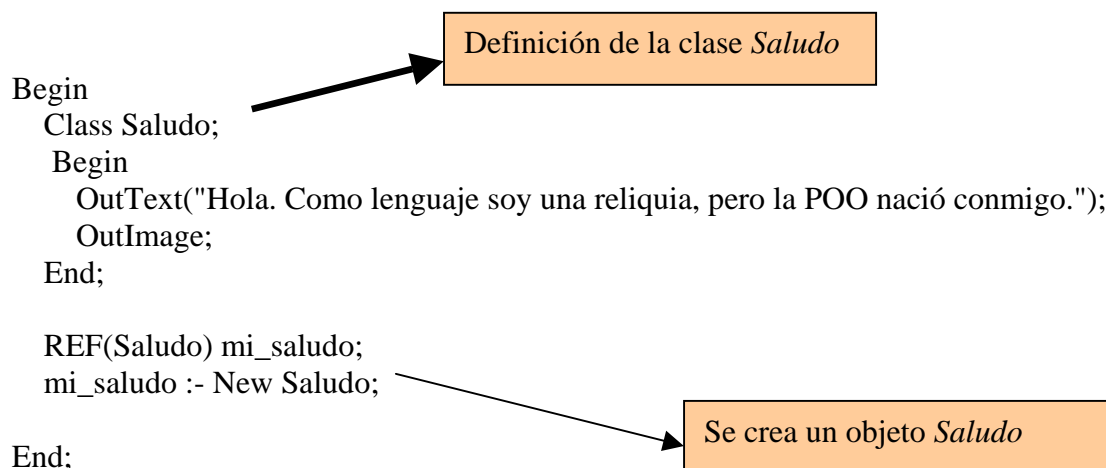 Definición de la clase Saludo
Begin
Class Saludo;
Begin
OutText("Hola. Como lenguaje soy una reliquia, pero la POO nació conmigo.");
OutImage;
End;
REF(Saludo) mi_saludo;
mi_saludo :- New Saludo;
Se crea un objeto Saludo
End;